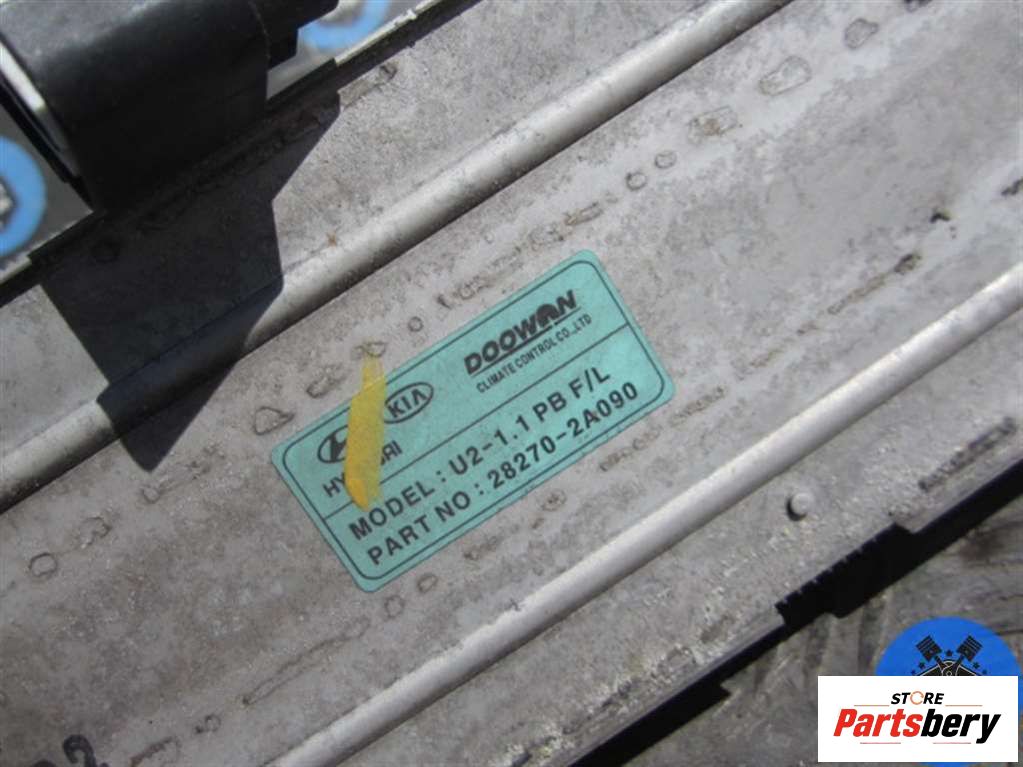 DOOWON
CLIMATE CONTROL CO.,LTD
KIA
MODEL : U2-1.1 PB F/L
PART NO : 28270-2A090
STORE
Partsbery